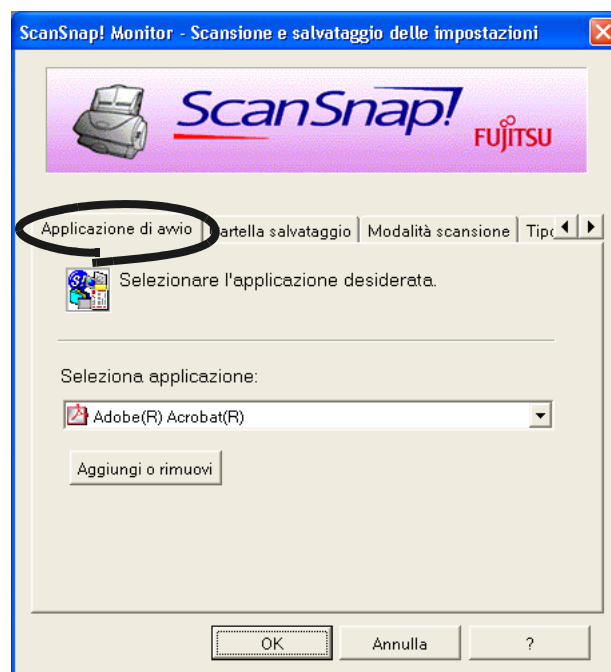 ScanSnap! Monitor - Scansione e salvataggio delle impostazioni
ScanSnap!
FUJITSU
Applicazione di avvio
artella salvataggio
Modalità scansione
Tipo
Selezionare l'applicazione desiderata.
Seleziona applicazione:
Adobe(R) Acrobat(R)
Aggiungi o rimuovi
OK
Annulla
?